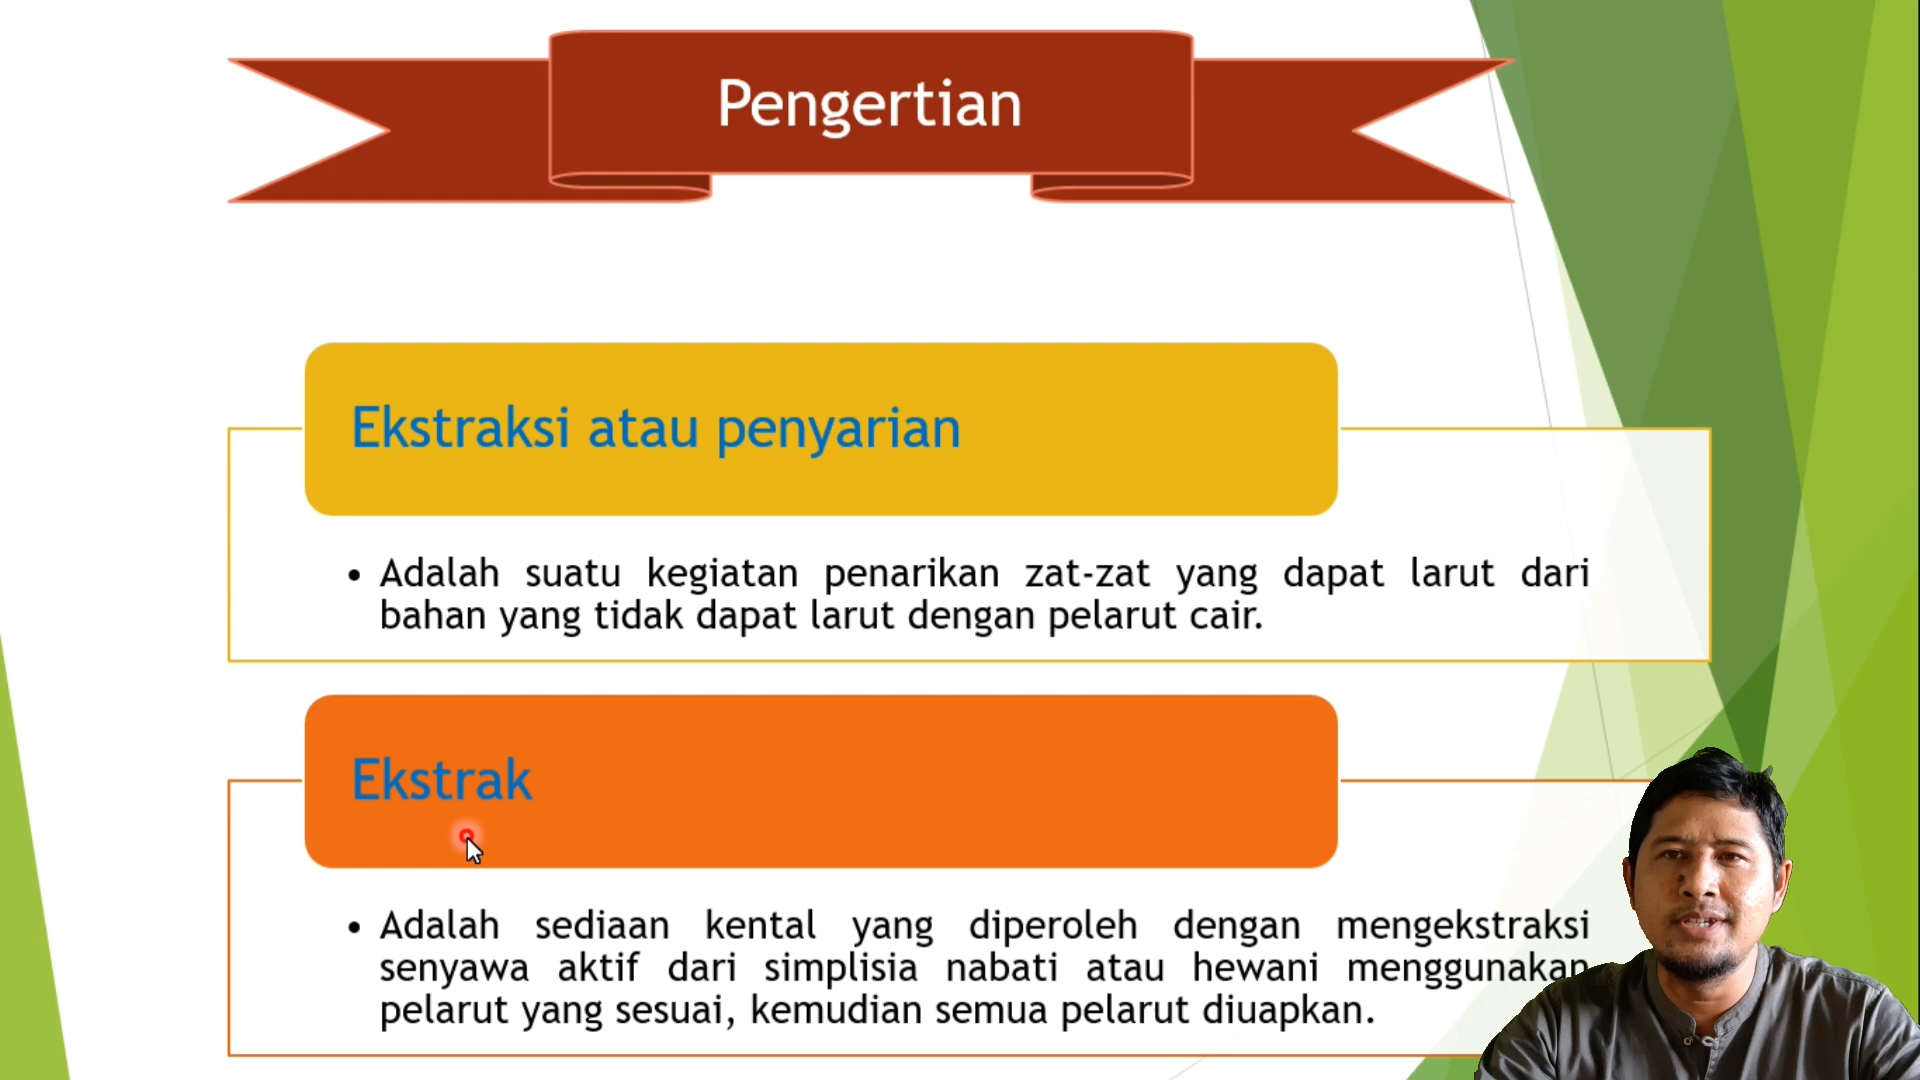 Pengertian
Ekstraksi atau penyarian
• Adalah suatu kegiatan penarikan zat-zat yang dapat larut dari
bahan yang tidak dapat larut dengan pelarut cair.
Ekstrak
• Adalah sediaan kental yang diperoleh dengan mengekstraksi
senyawa aktif dari simplisia nabati atau hewani menggunakan
pelarut yang sesuai, kemudian semua pelarut diuapkan.